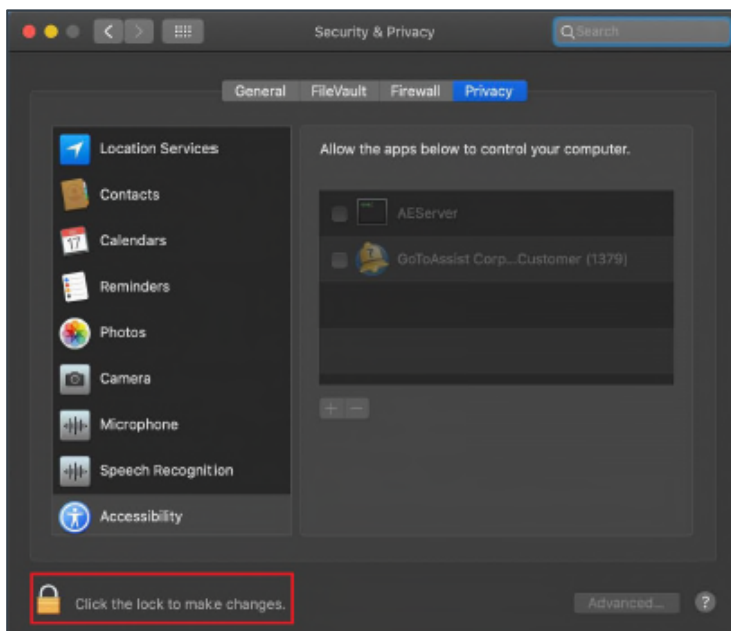 Security & Privacy
Search
General FileVault Firewall Privacy
Location Services
Contacts
17
Calendars
Reminders
Photos
Camera
Microphone
Speech Recognition
Accessibility
Allow the apps below to control your computer.
AEServer
GoToAssist Corp...Customer (1379)
+ −
Click the lock to make changes.
Advanced...
?